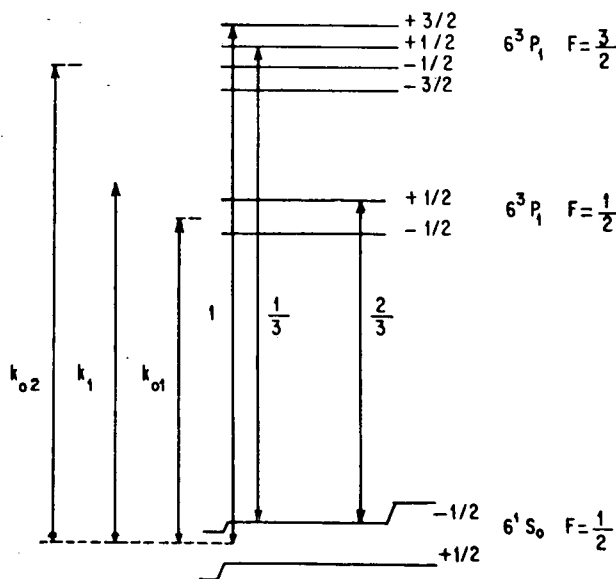 + 3/2
+1/2 6³P₁ F = 3/2
- 1/2
- 3/2
+ 1/2 6³P₁ F = 1/2
- 1/2
1 1/3 2/3
k₀₂ k₁ k₀₁
-1/2 6¹S₀ F = 1/2
+1/2